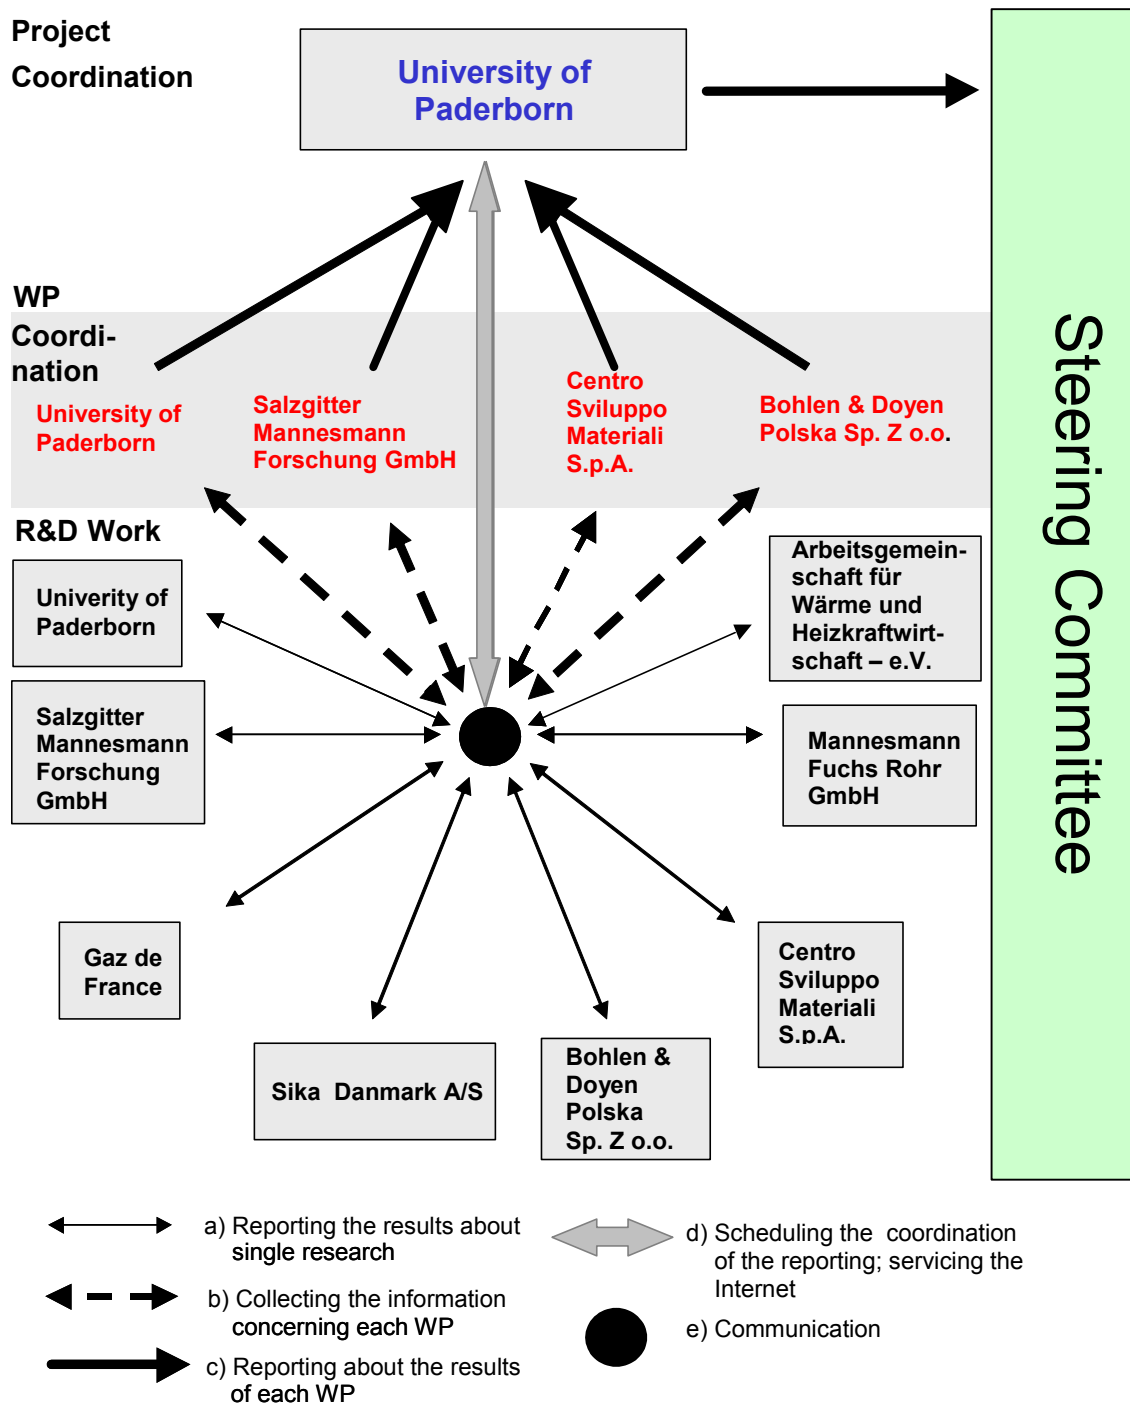 Project
Coordination
University of
Paderborn
WP
Coordi-
nation
University of
Paderborn
Salzgitter
Mannesmann
Forschung GmbH
Centro
Sviluppo
Materiali
S.p.A.
Bohlen & Doyen
Polska Sp. Z o.o.
R&D Work
Univerity of
Paderborn
Arbeitsgemein-
schaft für
Wärme und
Heizkraftwirt-
schaft – e.V.
Salzgitter
Mannesmann
Forschung
GmbH
Mannesmann
Fuchs Rohr
GmbH
Gaz de
France
Centro
Sviluppo
Materiali
S.p.A.
Sika Danmark A/S
Bohlen &
Doyen
Polska
Sp. Z o.o.
Steering Committee
a) Reporting the results about
single research
b) Collecting the information
concerning each WP
c) Reporting about the results
of each WP
d) Scheduling the coordination
of the reporting; servicing the
Internet
e) Communication